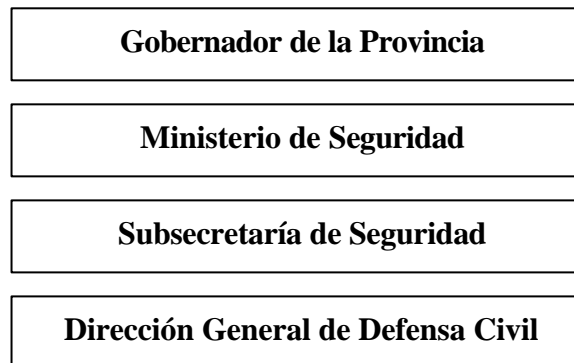 Gobernador de la Provincia
Ministerio de Seguridad
Subsecretaría de Seguridad
Dirección General de Defensa Civil